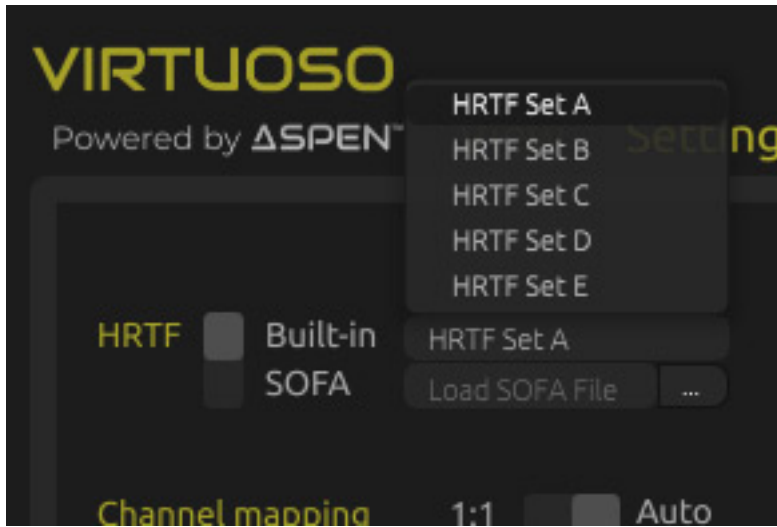 VIRTUOSO
Powered by ASPEN™
HRTF Set A
HRTF Set B
HRTF Set C
HRTF Set D
HRTF Set E
HRTF Built-in HRTF Set A
SOFA Load SOFA File ...
Channel mapping 1:1 Auto